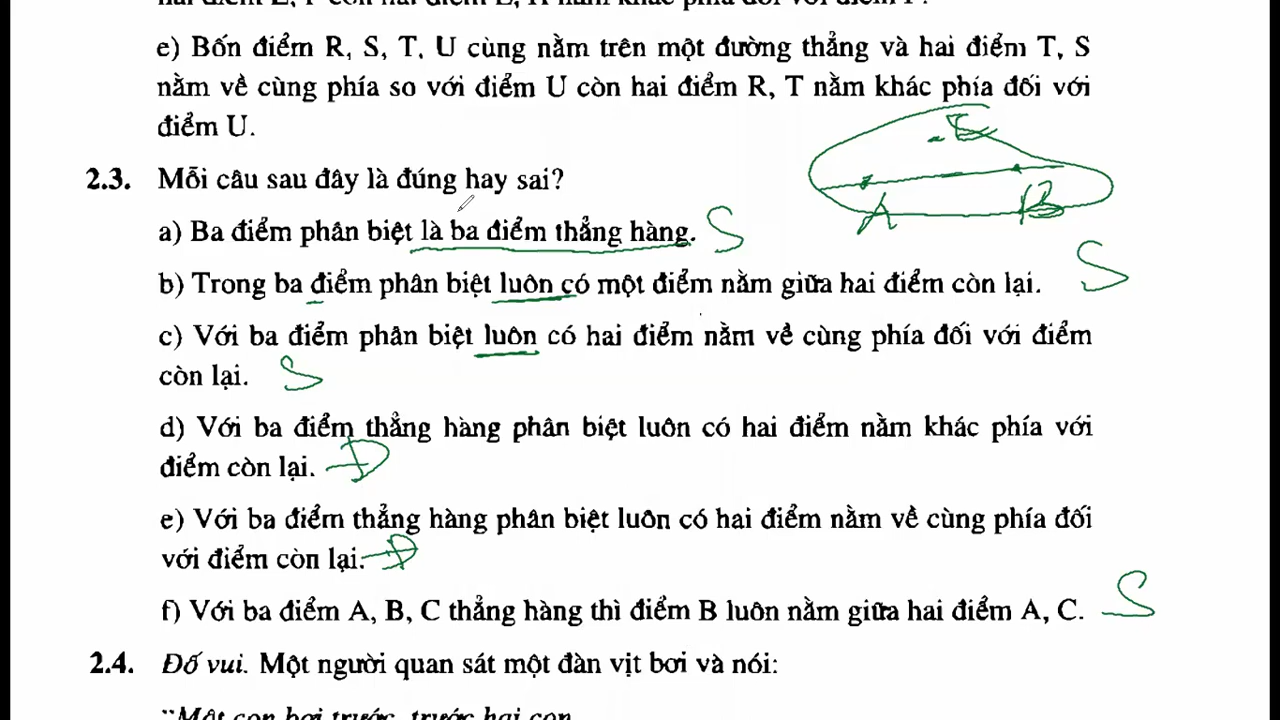 e) Bốn điểm R, S, T, U cùng nằm trên một đường thẳng và hai điểm T, S
nằm về cùng phía so với điểm U còn hai điểm R, T nằm khác phía đối với
điểm U.
2.3. Mỗi câu sau đây là đúng hay sai?
A B
a) Ba điểm phân biệt là ba điểm thẳng hàng. S
b) Trong ba điểm phân biệt luôn có một điểm nằm giữa hai điểm còn lại. S
c) Với ba điểm phân biệt luôn có hai điểm nằm về cùng phía đối với điểm
còn lại. S
d) Với ba điểm thẳng hàng phân biệt luôn có hai điểm nằm khác phía với
điểm còn lại. Đ
e) Với ba điểm thẳng hàng phân biệt luôn có hai điểm nằm về cùng phía đối
với điểm còn lại. Đ
f) Với ba điểm A, B, C thẳng hàng thì điểm B luôn nằm giữa hai điểm A, C. S
2.4. Đố vui. Một người quan sát một đàn vịt bơi và nói:
"Một con bơi trước, trước hai con